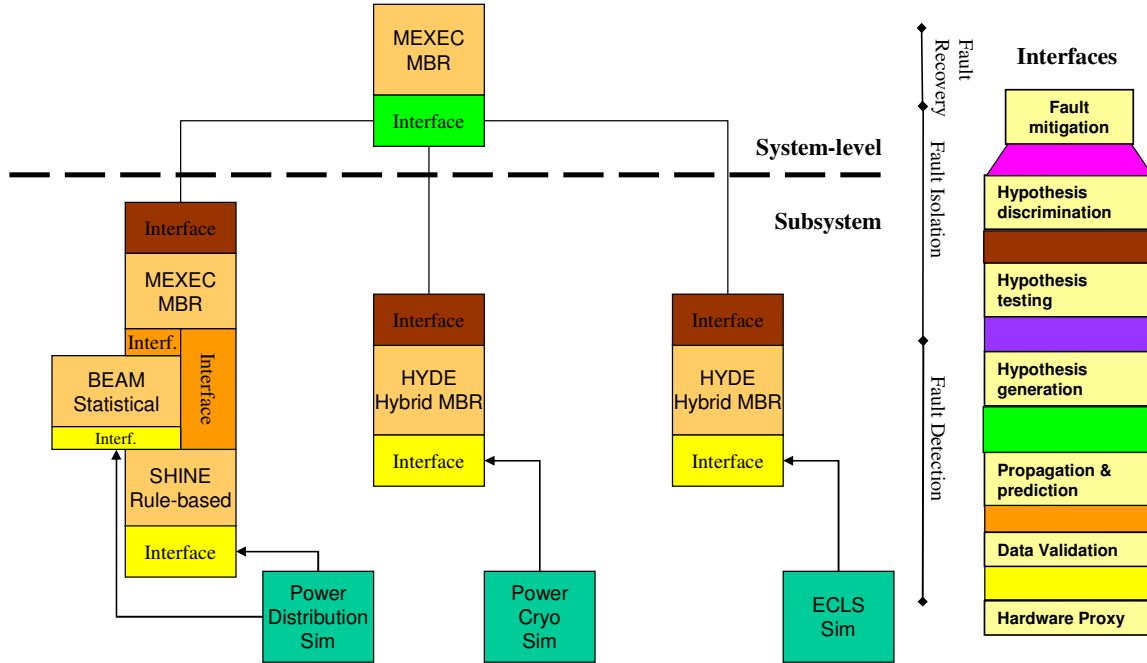 MEXEC
MBR
Interface
System-level
Subsystem
Interface
MEXEC
MBR
Interf.
Interface
BEAM
Statistical
Interf.
SHINE
Rule-based
Interface
Interface
HYDE
Hybrid MBR
Interface
Interface
HYDE
Hybrid MBR
Interface
Power
Distribution
Sim
Power
Cryo
Sim
ECLS
Sim
Fault
Recovery
Fault Isolation
Fault Detection
Interfaces
Fault
mitigation
Hypothesis
discrimination
Hypothesis
testing
Hypothesis
generation
Propagation &
prediction
Data Validation
Hardware Proxy